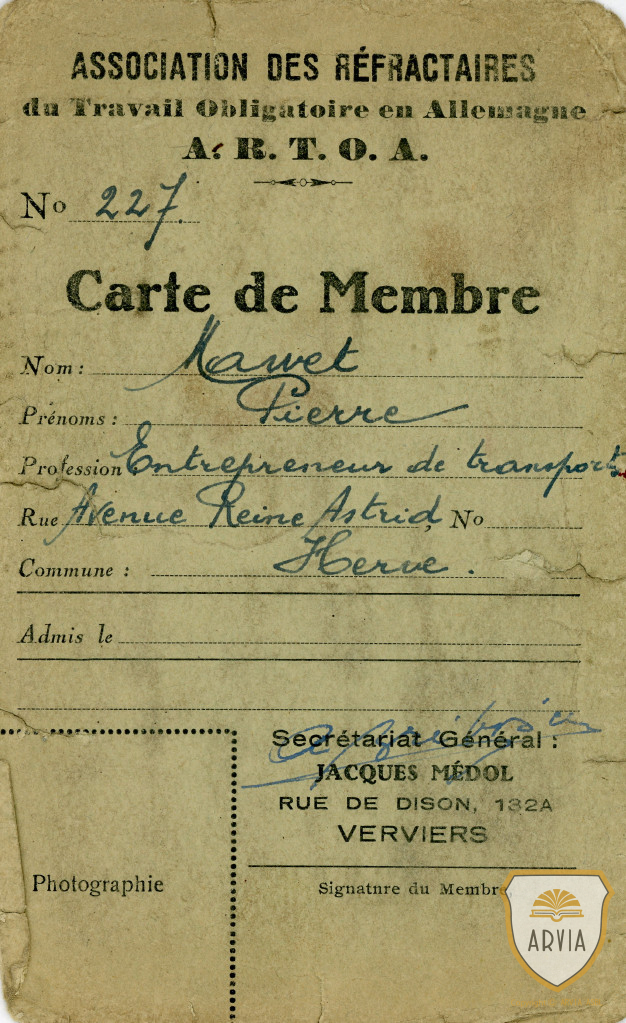 ASSOCIATION DES RÉFRACTAIRES
du Travail Obligatoire en Allemagne
A. R. T. O. A.
No 227.
Carte de Membre
Nom : Mawet
Prénoms : Pierre
Profession Entrepreneur de transports
Rue Avenue Reine Astrid, No
Commune : Herve.
Admis le
Secrétariat Général :
JACQUES MÉDOL
RUE DE DISON, 132A
VERVIERS
Photographie
Signatnre du Membre,
ARVIA